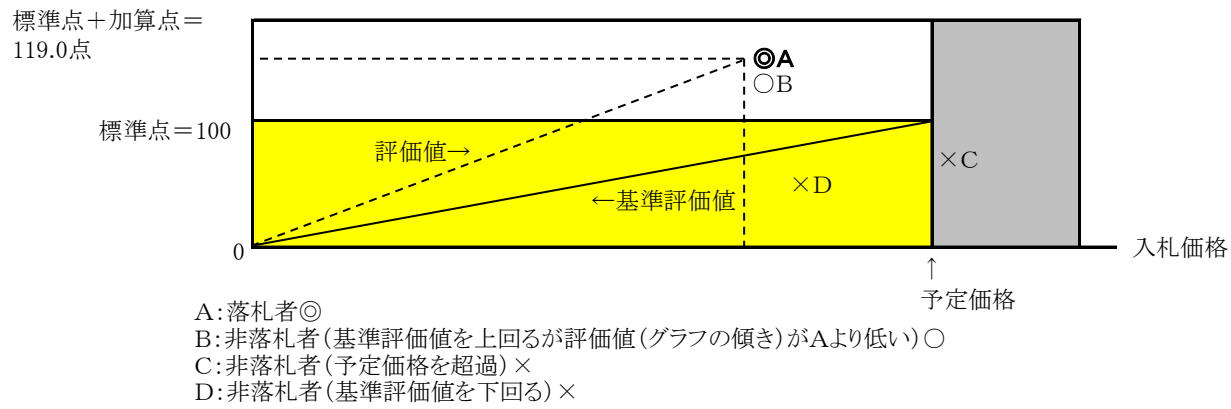 標準点＋加算点＝
119.0点
◎A
○B
標準点＝100
評価値→
×C
×D
←基準評価値
0
入札価格
↑
予定価格
A：落札者◎
B：非落札者（基準評価値を上回るが評価値（グラフの傾き）がAより低い）○
C：非落札者（予定価格を超過）×
D：非落札者（基準評価値を下回る）×